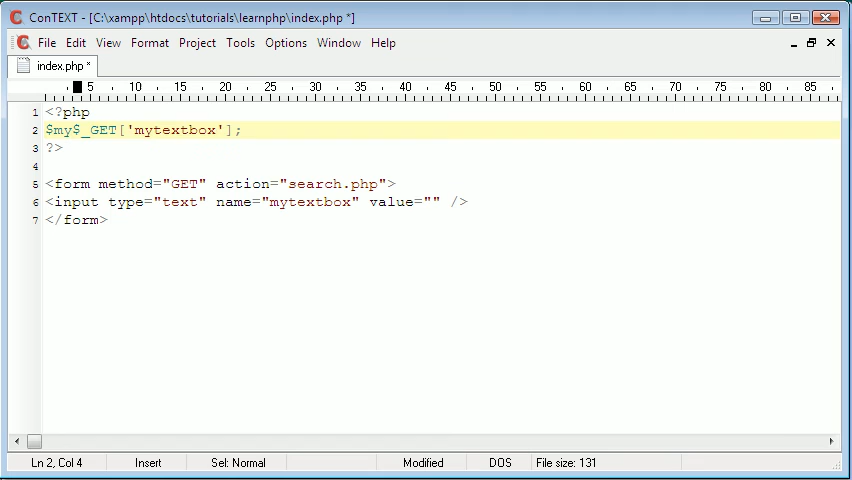 ConTEXT - [C:\xampp\htdocs\tutorials\learnphp\index.php *]
File Edit View Format Project Tools Options Window Help
index.php *
5 10 15 20 25 30 35 40 45 50 55 60 65 70 75 80 85
1 <?php
2 $my$_GET['mytextbox'];
3 ?>
4
5 <form method="GET" action="search.php">
6 <input type="text" name="mytextbox" value="" />
7 </form>
Ln 2, Col 4 Insert Sel: Normal Modified DOS File size: 131